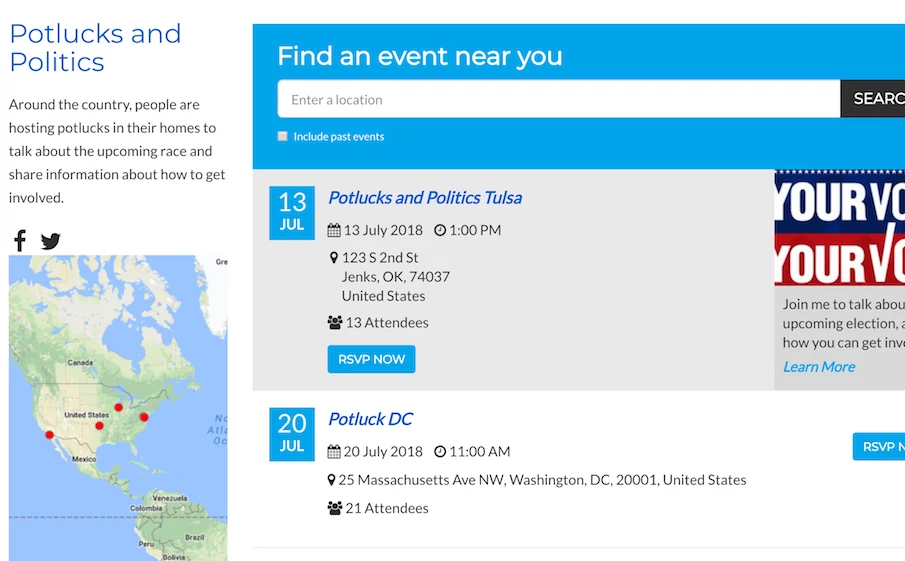 Potlucks and
Politics
Around the country, people are
hosting potlucks in their homes to
talk about the upcoming race and
share information about how to get
involved.
Gre
Canada
United States
Mexico
Venezuela
Colombia
Brazil
Peru
Bolivia
No
Atla
Oc
Find an event near you
Enter a location
SEARC
Include past events
13
JUL
Potlucks and Politics Tulsa
13 July 2018 1:00 PM
123 S 2nd St
Jenks, OK, 74037
United States
13 Attendees
RSVP NOW
YOUR VO
YOUR VO
Join me to talk abou
upcoming election, a
how you can get inv
Learn More
20
JUL
Potluck DC
20 July 2018 11:00 AM
25 Massachusetts Ave NW, Washington, DC, 20001, United States
21 Attendees
RSVP N